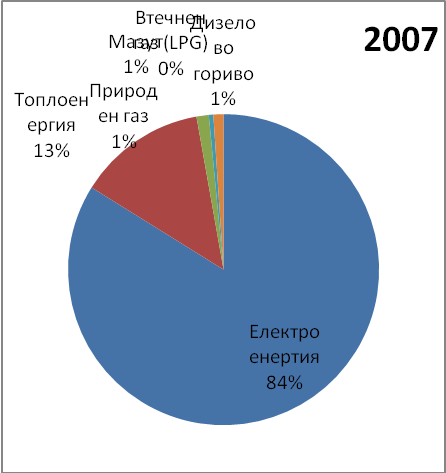 2007
Втечнен
газ (LPG)
0%
Мазут
1%
Дизело
во
гориво
1%
Природ
ен газ
1%
Топлоен
ергия
13%
Електро
енертия
84%